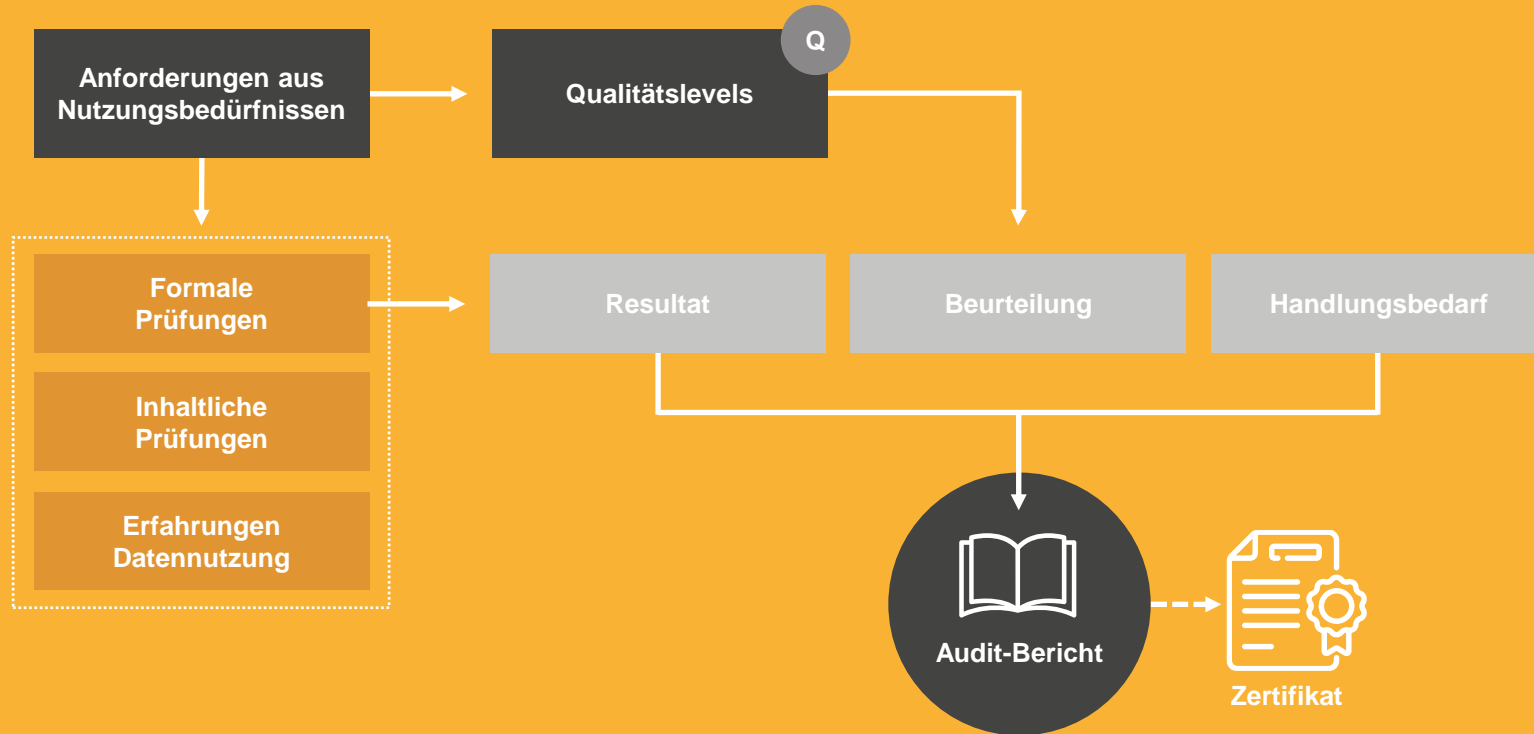 Anforderungen aus
Nutzungsbedürfnissen
Qualitätslevels
Q
Formale
Prüfungen
Resultat
Beurteilung
Handlungsbedarf
Inhaltliche
Prüfungen
Erfahrungen
Datennutzung
Audit-Bericht
Zertifikat